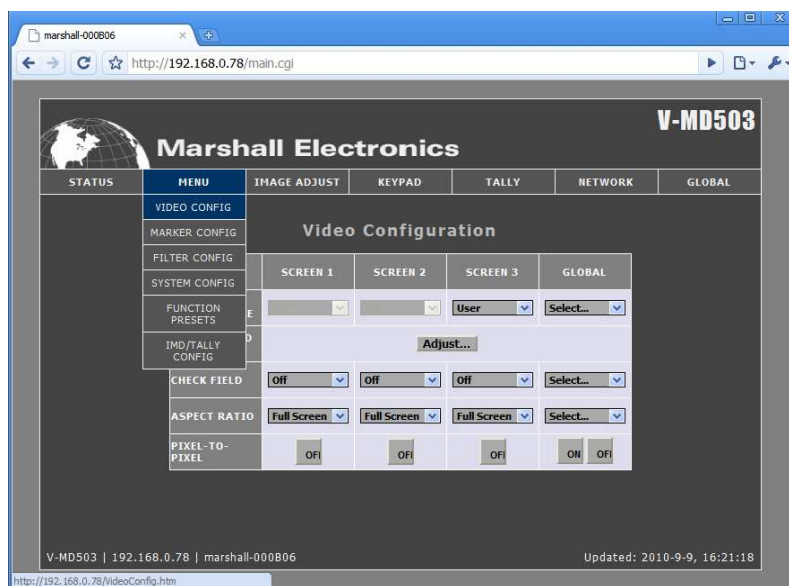 marshall-000B06
http://192.168.0.78/main.cgi
V-MD503
Marshall Electronics
STATUS MENU IMAGE ADJUST KEYPAD TALLY NETWORK GLOBAL
VIDEO CONFIG
MARKER CONFIG
FILTER CONFIG
SYSTEM CONFIG
FUNCTION
PRESETS
IMD/TALLY
CONFIG
Video Configuration
SCREEN 1 SCREEN 2 SCREEN 3 GLOBAL
E User Select...
Adjust...
CHECK FIELD Off Off Off Select...
ASPECT RATIO Full Screen Full Screen Full Screen Select...
PIXEL-TO-
PIXEL OFF OFF OFF ON OFF
V-MD503 | 192.168.0.78 | marshall-000B06 Updated: 2010-9-9, 16:21:18
http://192.168.0.78/VideoConfig.htm